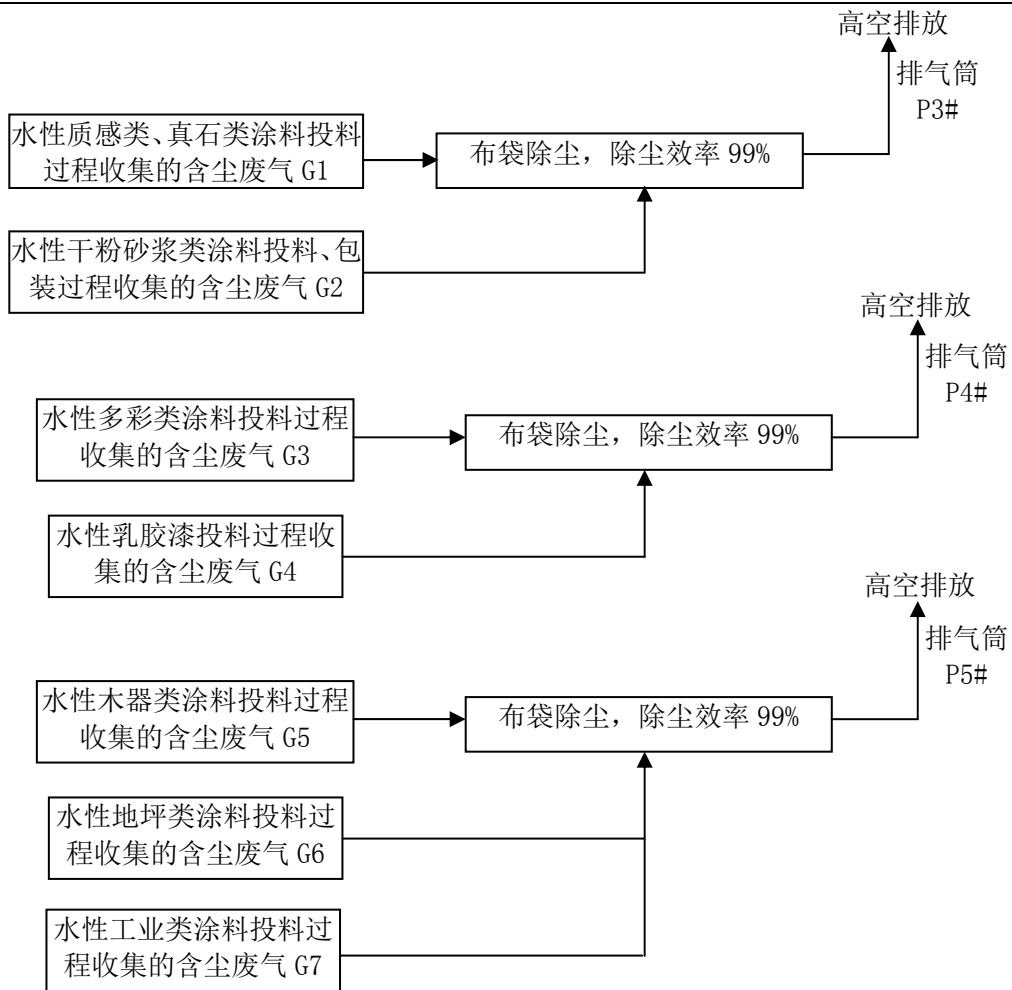 高空排放
排气筒
P3#
水性质感类、真石类涂料投料
过程收集的含尘废气 G1
布袋除尘，除尘效率 99%
水性干粉砂浆类涂料投料、包
装过程收集的含尘废气 G2
高空排放
排气筒
P4#
水性多彩类涂料投料过程
收集的含尘废气 G3
布袋除尘，除尘效率 99%
水性乳胶漆投料过程收
集的含尘废气 G4
高空排放
排气筒
P5#
水性木器类涂料投料过程
收集的含尘废气 G5
布袋除尘，除尘效率 99%
水性地坪类涂料投料过
程收集的含尘废气 G6
水性工业类涂料投料过
程收集的含尘废气 G7